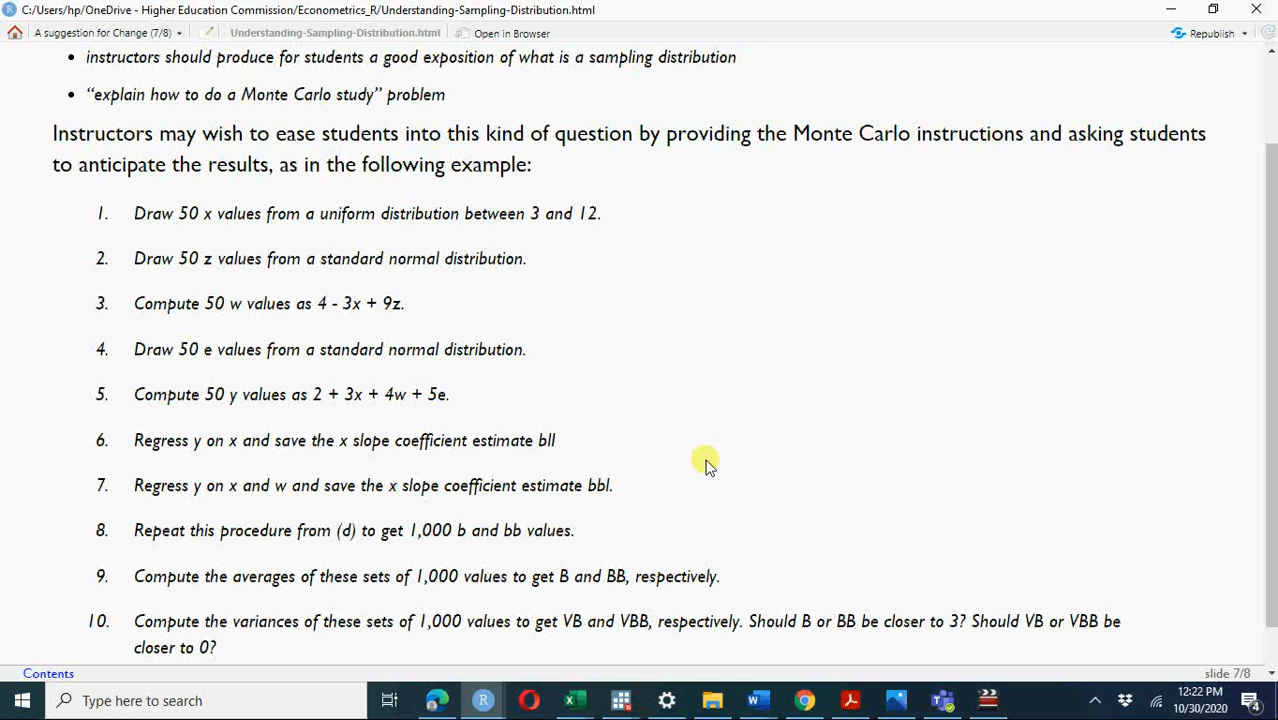 C:/Users/hp/OneDrive - Higher Education Commission/Econometrics_R/Understanding-Sampling-Distribution.html
A suggestion for Change (7/8) Understanding-Sampling-Distribution.html Open in Browser Republish
• instructors should produce for students a good exposition of what is a sampling distribution
• “explain how to do a Monte Carlo study” problem
Instructors may wish to ease students into this kind of question by providing the Monte Carlo instructions and asking students
to anticipate the results, as in the following example:
1. Draw 50 x values from a uniform distribution between 3 and 12.
2. Draw 50 z values from a standard normal distribution.
3. Compute 50 w values as 4 - 3x + 9z.
4. Draw 50 e values from a standard normal distribution.
5. Compute 50 y values as 2 + 3x + 4w + 5e.
6. Regress y on x and save the x slope coefficient estimate bll
7. Regress y on x and w and save the x slope coefficient estimate bbl.
8. Repeat this procedure from (d) to get 1,000 b and bb values.
9. Compute the averages of these sets of 1,000 values to get B and BB, respectively.
10. Compute the variances of these sets of 1,000 values to get VB and VBB, respectively. Should B or BB be closer to 3? Should VB or VBB be
closer to 0?
Contents slide 7/8
Type here to search
12:22 PM
10/30/2020
4